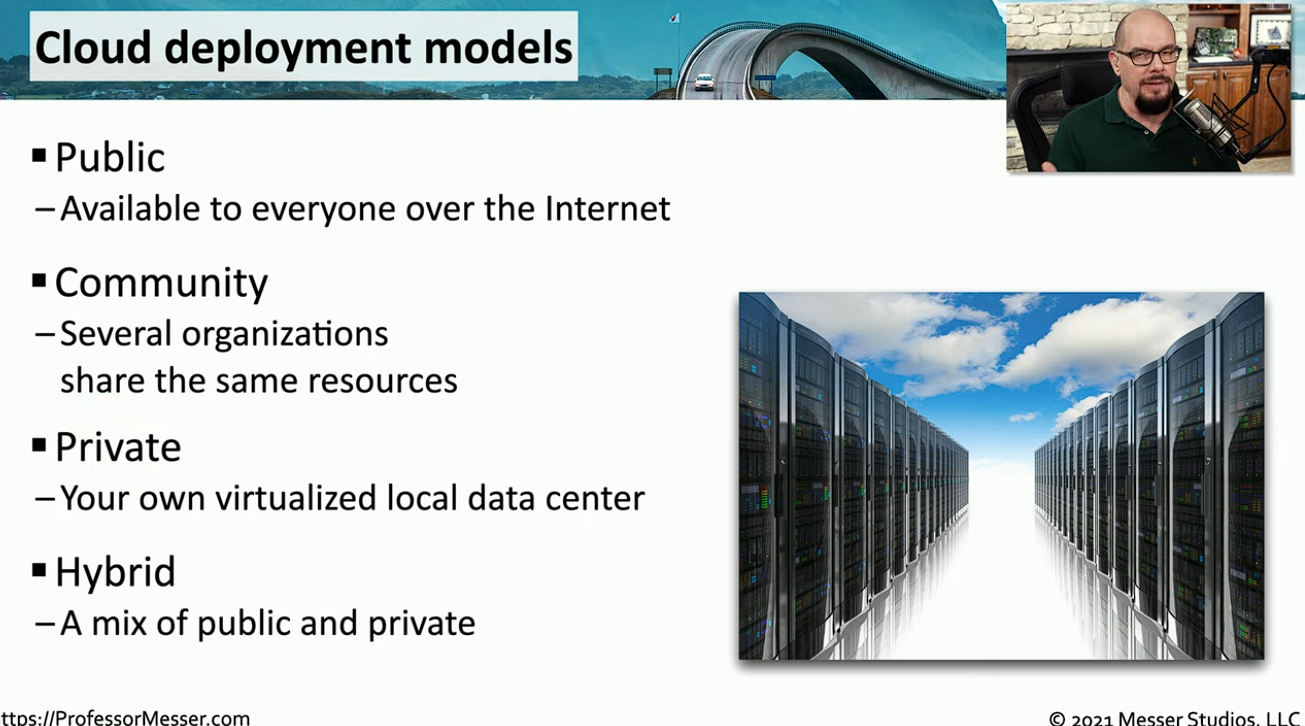 Cloud deployment models
▪ Public
– Available to everyone over the Internet
▪ Community
– Several organizations
share the same resources
▪ Private
– Your own virtualized local data center
▪ Hybrid
– A mix of public and private
ttps://ProfessorMesser.com
© 2021 Messer Studios, LLC